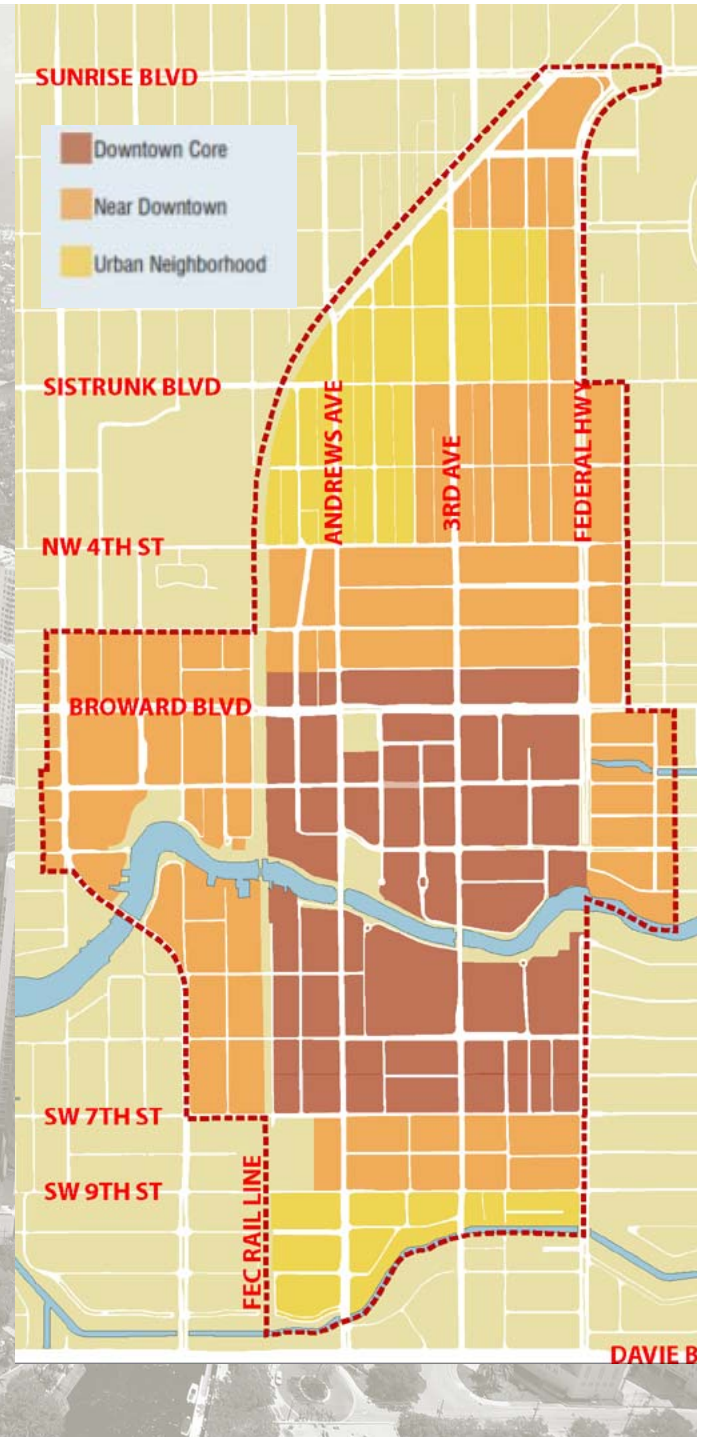 SUNRISE BLVD
Downtown Core
Near Downtown
Urban Neighborhood
SISTRUNK BLVD
ANDREWS AVE
3RD AVE
FEDERAL HWY
NW 4TH ST
BROWARD BLVD
SW 7TH ST
SW 9TH ST
FEC RAIL LINE
DAVIE B